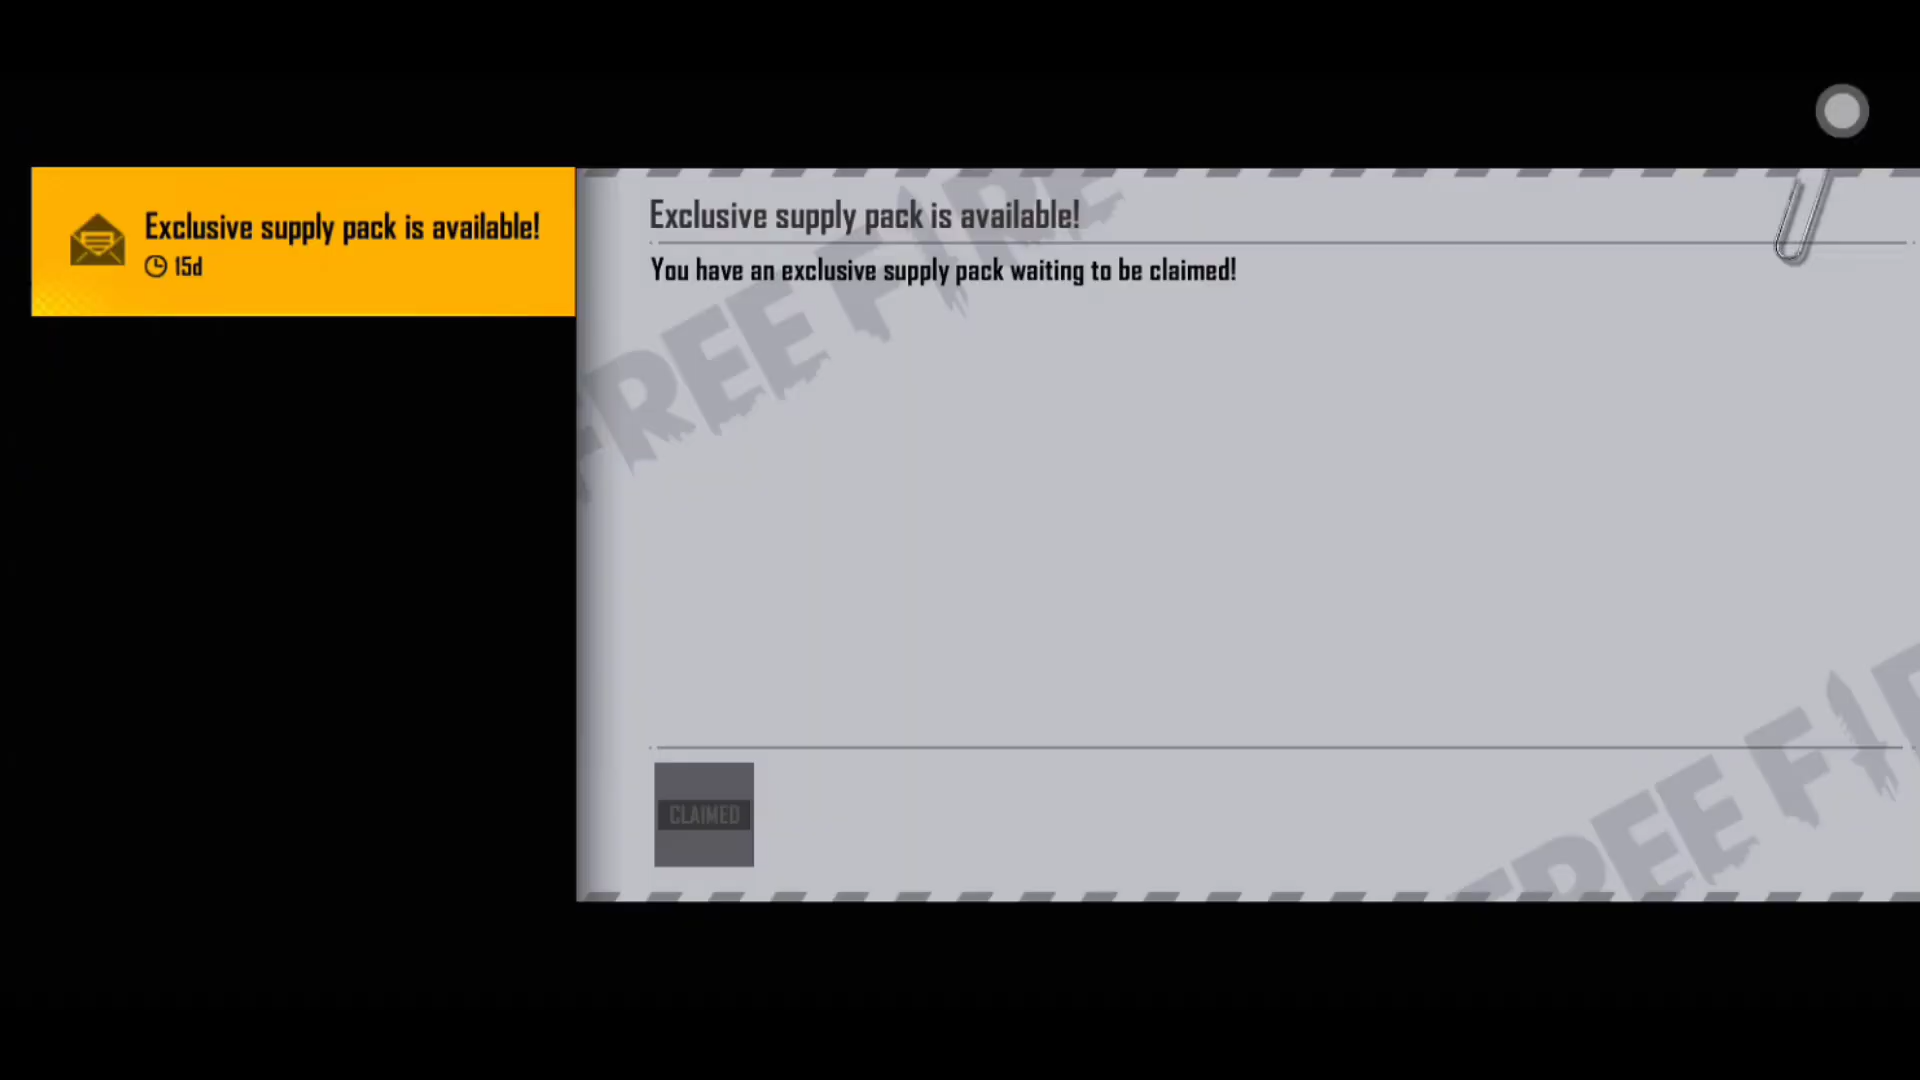 Exclusive supply pack is available!
15d
Exclusive supply pack is available!
You have an exclusive supply pack waiting to be claimed!
FREE FIRE
CLAIMED
FREE FIR